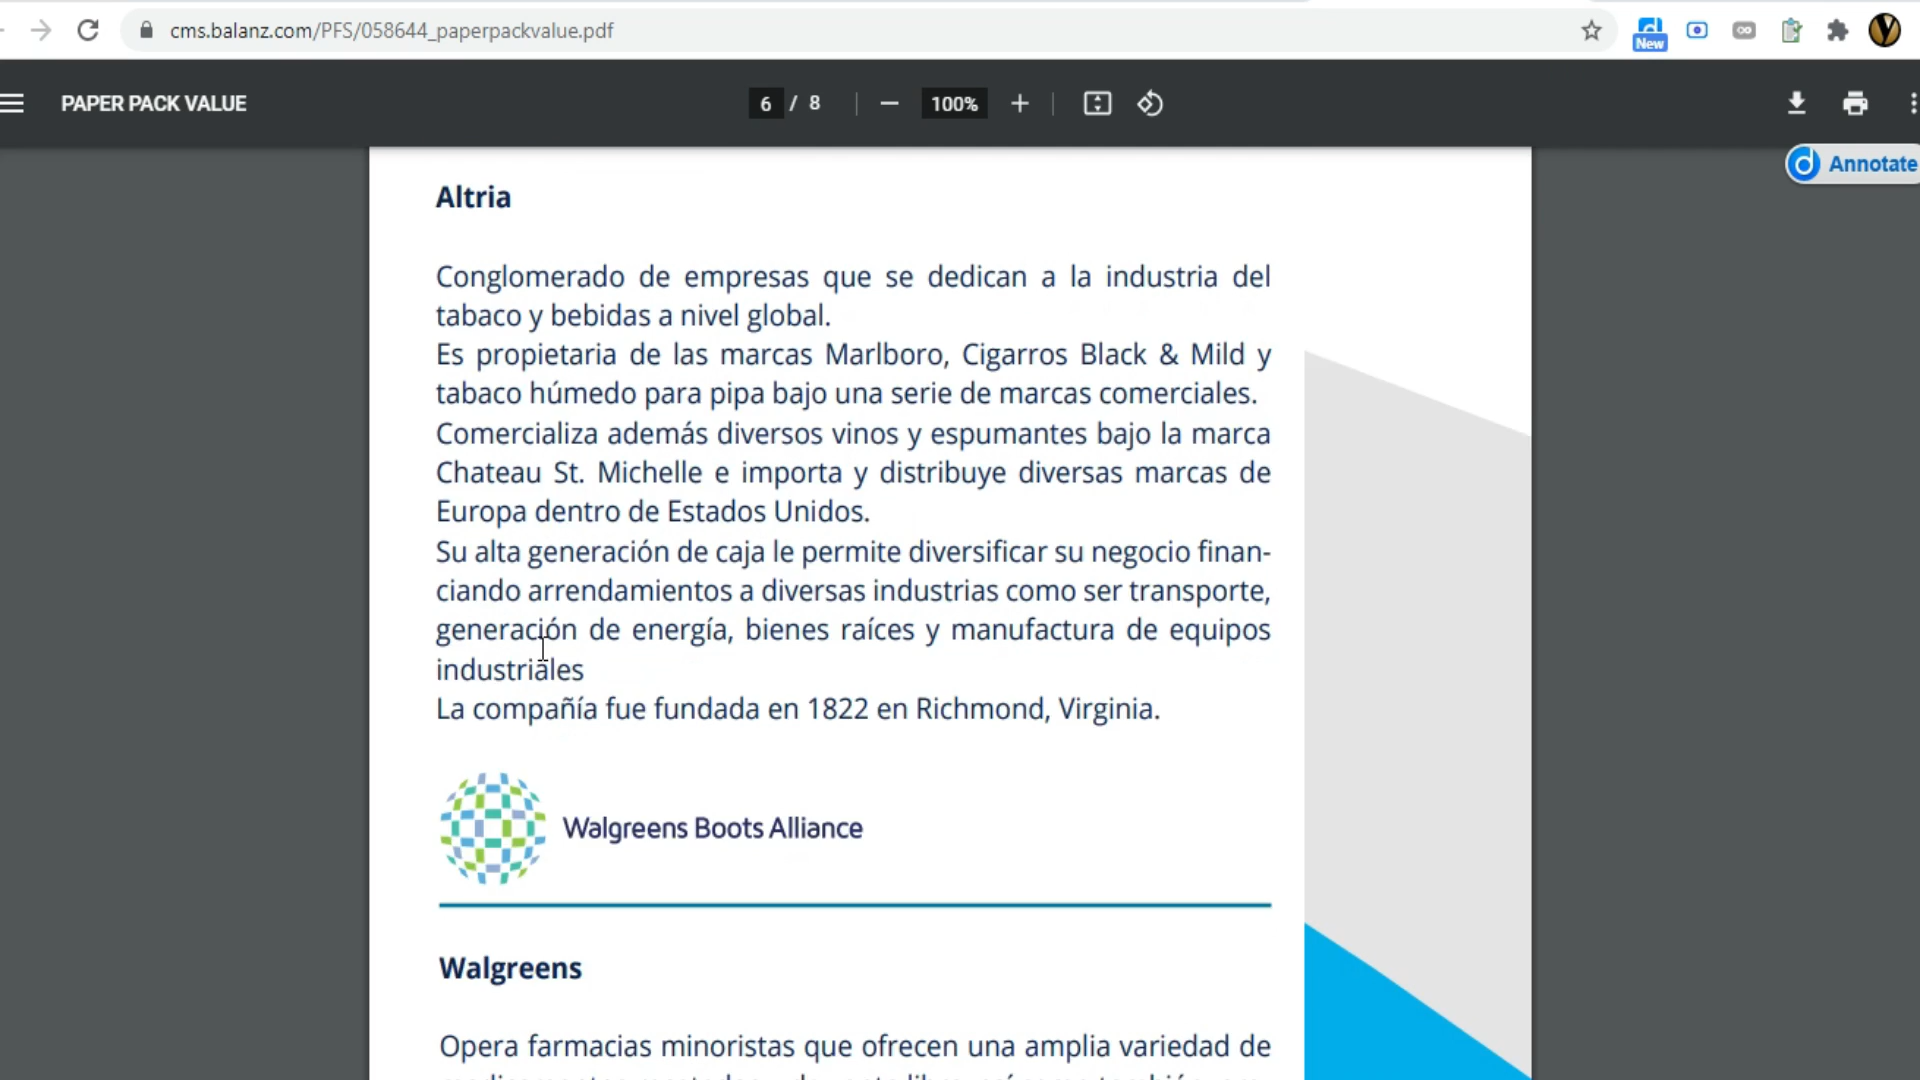 cms.balanz.com/PFS/058644_paperpackvalue.pdf
New
PAPER PACK VALUE
6 / 8
100%
Annotate
Altria
Conglomerado de empresas que se dedican a la industria del
tabaco y bebidas a nivel global.
Es propietaria de las marcas Marlboro, Cigarros Black & Mild y
tabaco húmedo para pipa bajo una serie de marcas comerciales.
Comercializa además diversos vinos y espumantes bajo la marca
Chateau St. Michelle e importa y distribuye diversas marcas de
Europa dentro de Estados Unidos.
Su alta generación de caja le permite diversificar su negocio finan-
ciando arrendamientos a diversas industrias como ser transporte,
generación de energía, bienes raíces y manufactura de equipos
industriales
La compañía fue fundada en 1822 en Richmond, Virginia.
Walgreens Boots Alliance
Walgreens
Opera farmacias minoristas que ofrecen una amplia variedad de